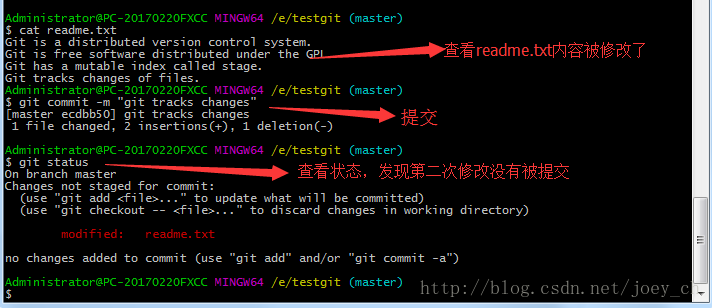 Administrator@PC-20170220FXCC MINGW64 /e/testgit (master)
$ cat readme.txt
Git is a distributed version control system.
Git is free software distributed under the GPL
查看readme.txt内容被修改了
Git has a mutable index called stage.
Git tracks changes of files.
Administrator@PC-20170220FXCC MINGW64 /e/testgit (master)
$ git commit -m "git tracks changes"
[master ecdbb50] git tracks changes
提交
1 file changed, 2 insertions(+), 1 deletion(-)
Administrator@PC-20170220FXCC MINGW64 /e/testgit (master)
$ git status
查看状态，发现第二次修改没有被提交
On branch master
Changes not staged for commit:
(use "git add <file>..." to update what will be committed)
(use "git checkout -- <file>..." to discard changes in working directory)
modified: readme.txt
no changes added to commit (use "git add" and/or "git commit -a")
Administrator@PC-20170220FXCC MINGW64 /e/testgit (master)
$